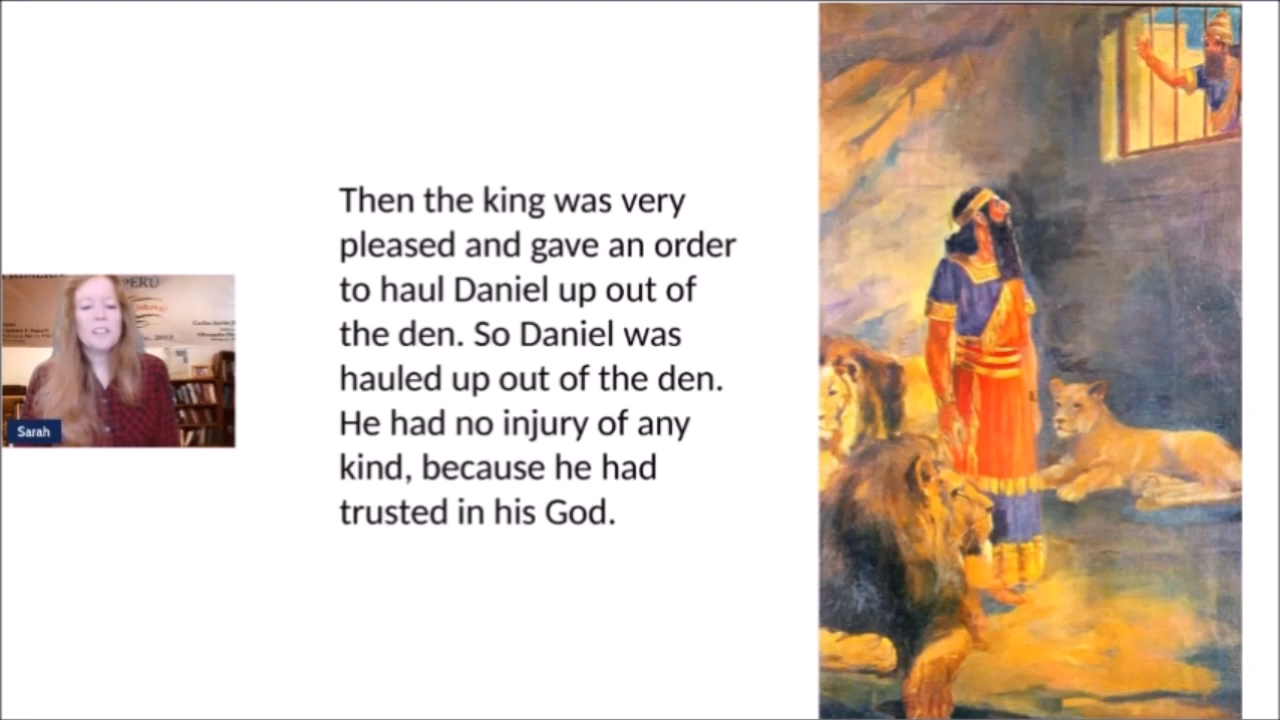 Then the king was very
pleased and gave an order
to haul Daniel up out of
the den. So Daniel was
hauled up out of the den.
He had no injury of any
kind, because he had
trusted in his God.
PERÚ
Sarah